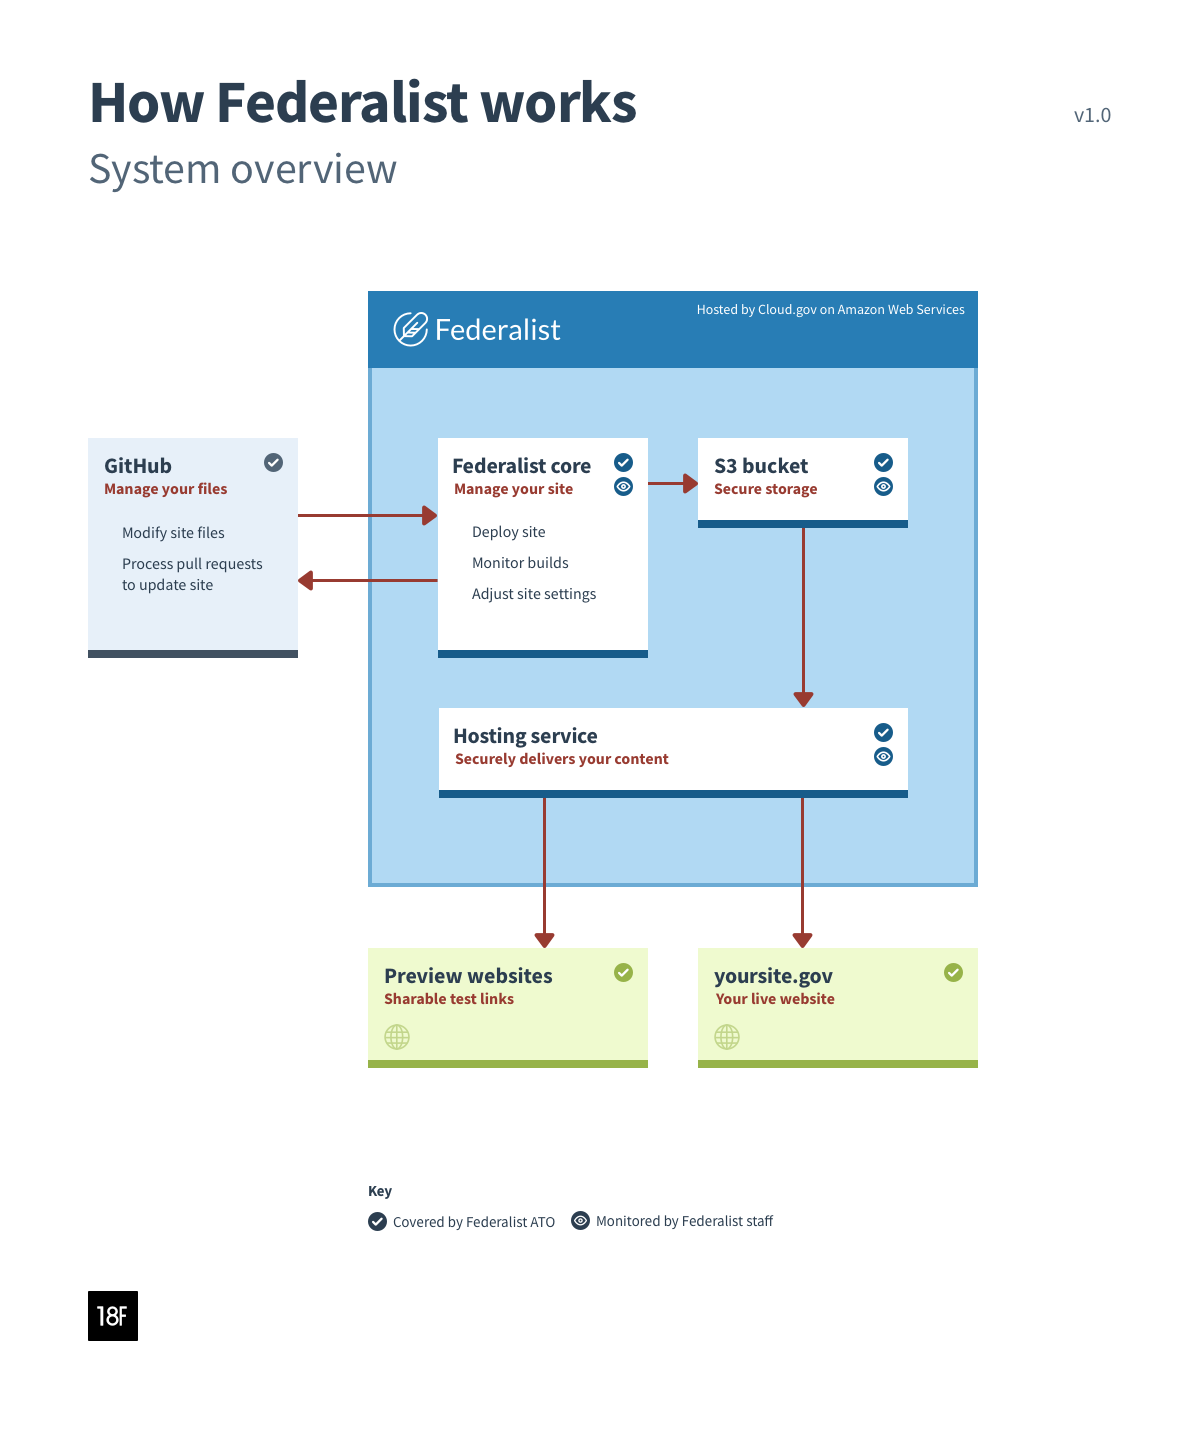 How Federalist works
v1.0
System overview
Federalist
Hosted by Cloud.gov on Amazon Web Services
GitHub
Manage your files
Modify site files
Process pull requests
to update site
Federalist core
Manage your site
Deploy site
Monitor builds
Adjust site settings
S3 bucket
Secure storage
Hosting service
Securely delivers your content
Preview websites
Sharable test links
yoursite.gov
Your live website
Key
Covered by Federalist ATO
Monitored by Federalist staff
18F